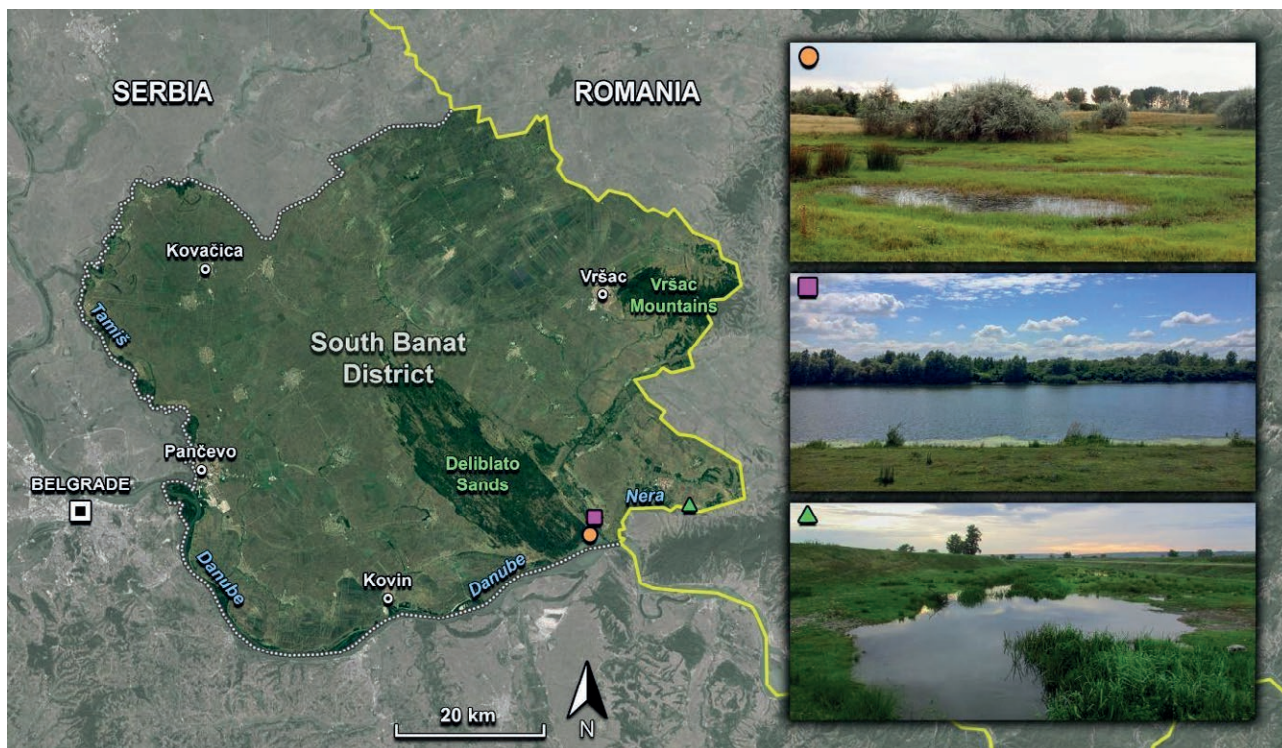 SERBIA
ROMANIA
Kovačica
Vršac
Vršac
Mountains
Tamiš
South Banat
District
Pančevo
BELGRADE
Deliblato
Sands
Nera
Danube
Kovin
Danube
20 km
N